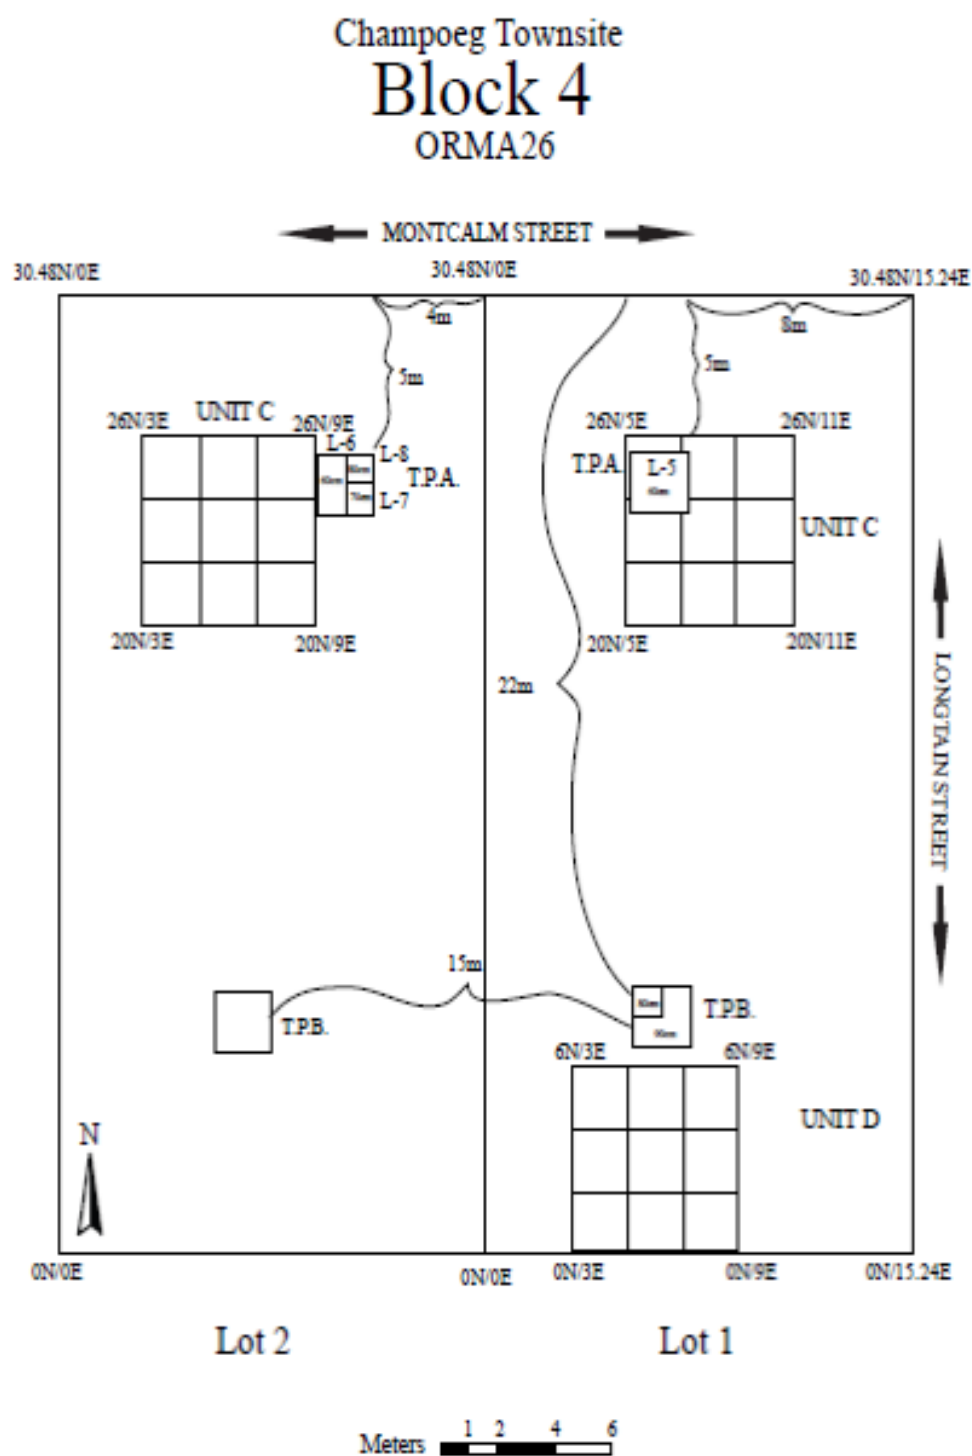 Champoeg Townsite
Block 4
ORMA26
MONTCALM STREET
30.48N/0E
30.48N/0E
30.48N/15.24E
4m
8m
5m
5m
26N/3E
UNIT C
26N/9E
26N/5E
26N/11E
L-6
L-8
T.P.A.
T.P.A.
L-5
L-7
UNIT C
20N/3E
20N/9E
20N/5E
20N/11E
22m
LONGTAIN STREET
15m
T.P.B.
T.P.B.
6N/3E
6N/9E
UNIT D
N
0N/0E
0N/0E
0N/3E
0N/9E
0N/15.24E
Lot 2
Lot 1
Meters 1 2 4 6